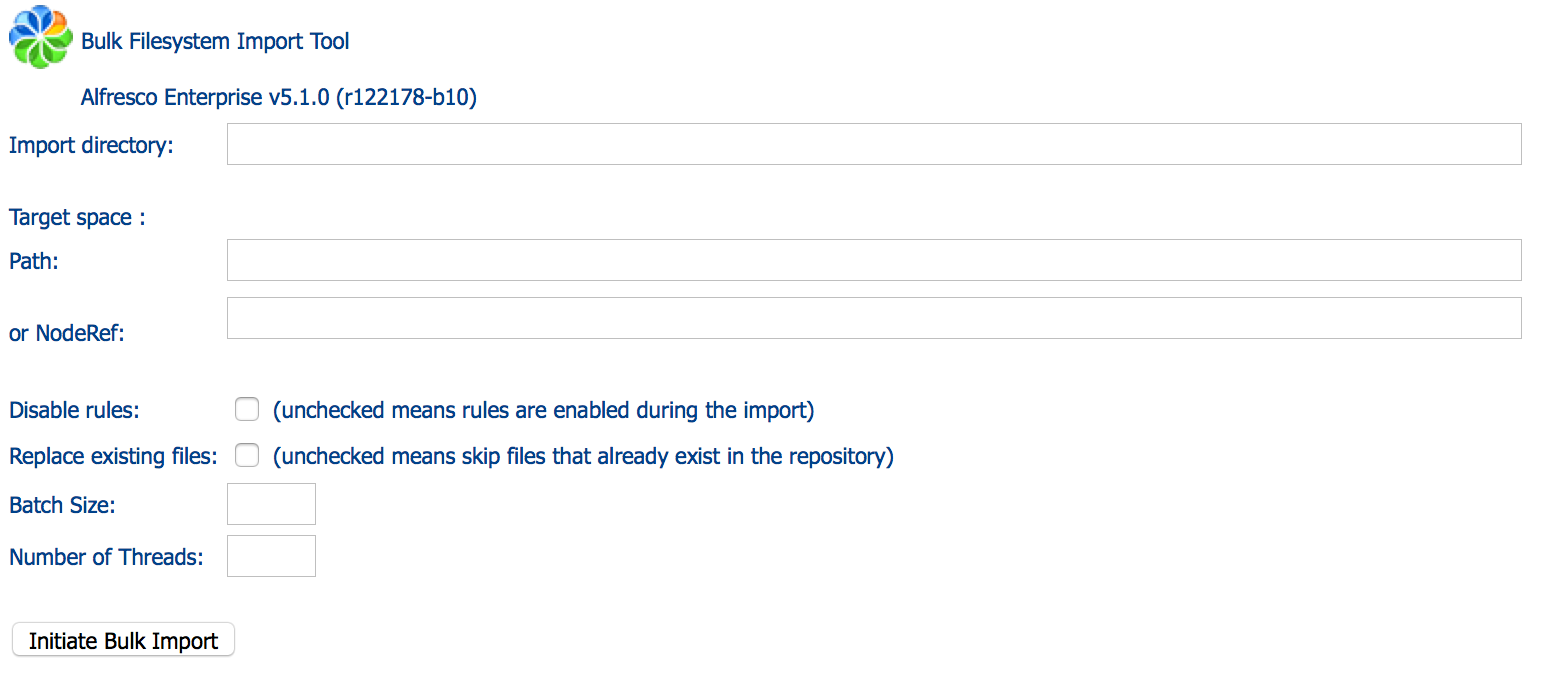 Bulk Filesystem Import Tool
Alfresco Enterprise v5.1.0 (r122178-b10)
Import directory:
Target space :
Path:
or NodeRef:
Disable rules: (unchecked means rules are enabled during the import)
Replace existing files: (unchecked means skip files that already exist in the repository)
Batch Size:
Number of Threads:
Initiate Bulk Import